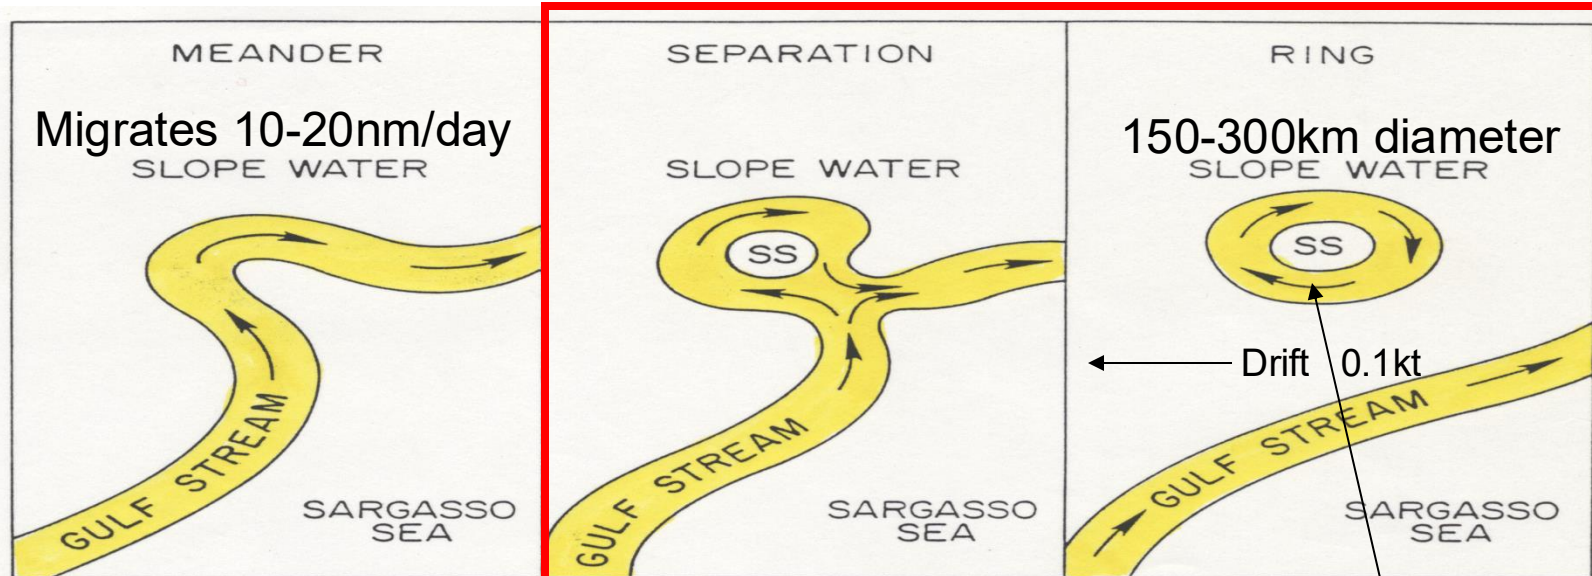 MEANDER
Migrates 10-20nm/day
SLOPE WATER
GULF STREAM
SARGASSO
SEA
SEPARATION
SLOPE WATER
SS
GULF STREAM
SARGASSO
SEA
RING
150-300km diameter
SLOPE WATER
SS
Drift 0.1kt
GULF STREAM
SARGASSO
SEA